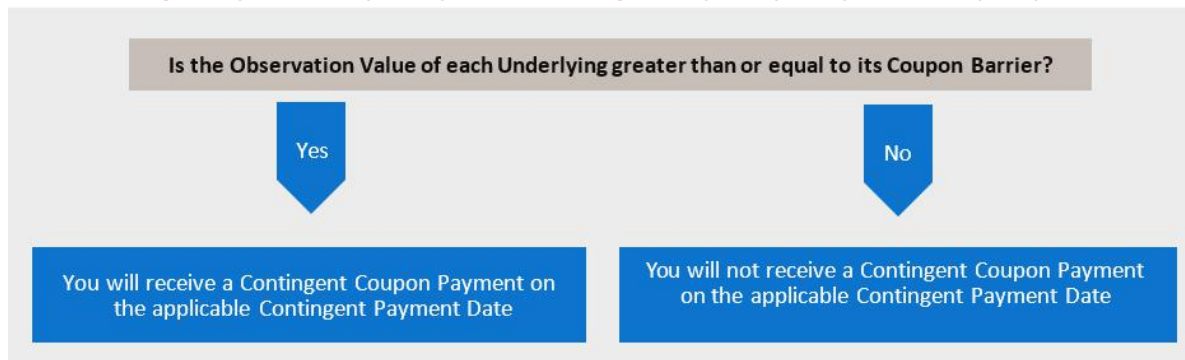 Is the Observation Value of each Underlying greater than or equal to its Coupon Barrier?
Yes
No
You will receive a Contingent Coupon Payment on
the applicable Contingent Payment Date
You will not receive a Contingent Coupon Payment
on the applicable Contingent Payment Date